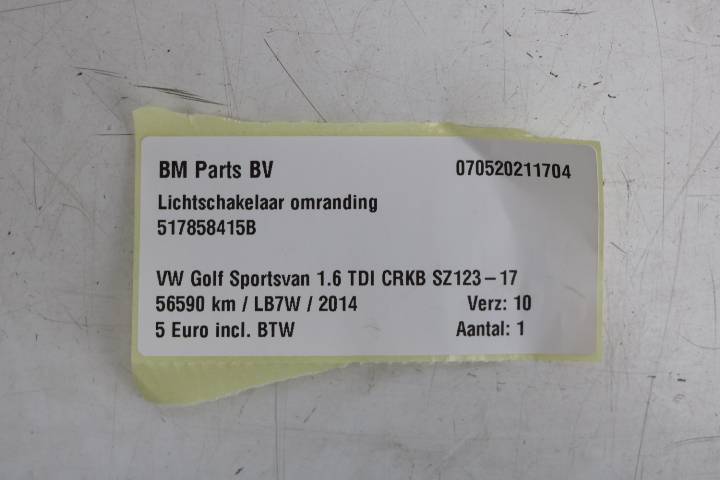 BM Parts BV 070520211704
Lichtschakelaar omranding
517858415B
VW Golf Sportsvan 1.6 TDI CRKB SZ123-17
56590 km / LB7W / 2014 Verz: 10
5 Euro incl. BTW Aantal: 1